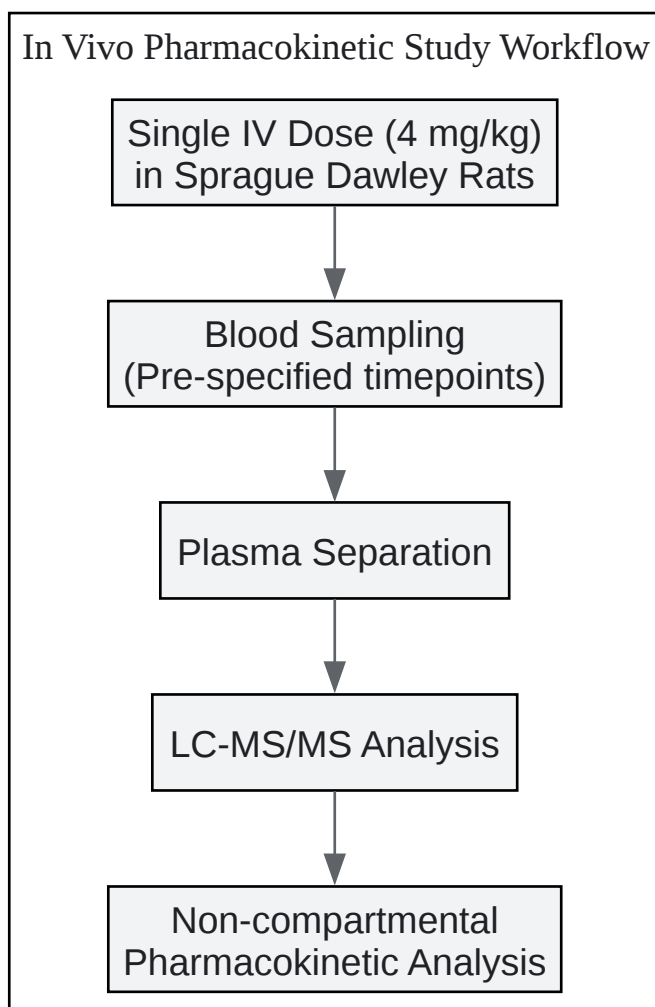 In Vivo Pharmacokinetic Study Workflow
Single IV Dose (4 mg/kg)
in Sprague Dawley Rats
Blood Sampling
(Pre-specified timepoints)
Plasma Separation
LC-MS/MS Analysis
Non-compartmental
Pharmacokinetic Analysis